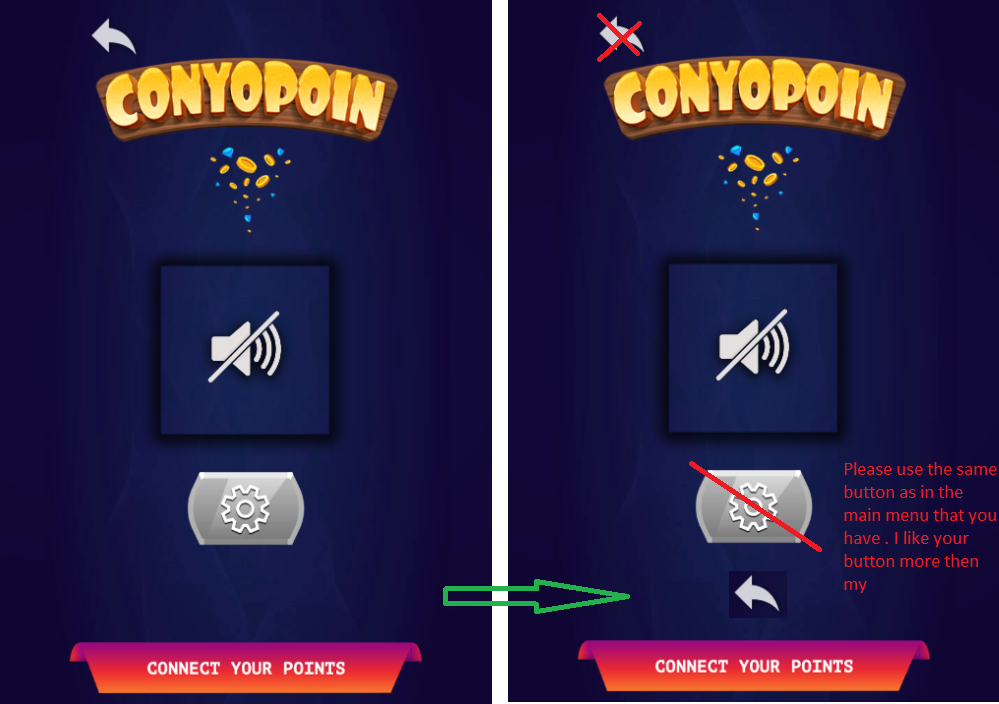 CONYOPOIN
CONNECT YOUR POINTS
CONYOPOIN
Please use the same
button as in the
main menu that you
have . I like your
button more then
my
CONNECT YOUR POINTS